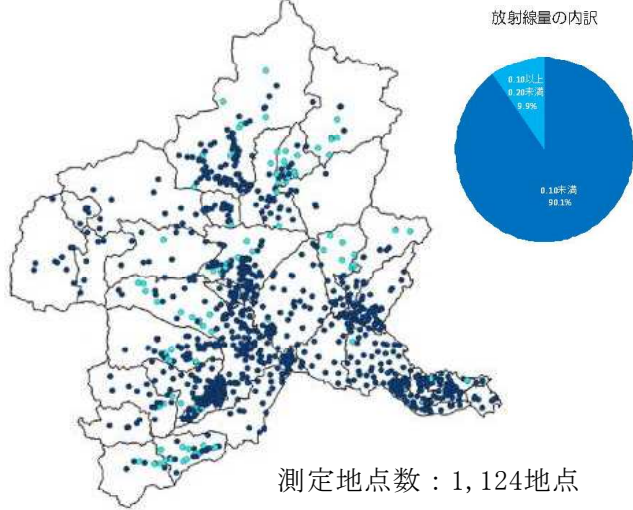 放射線量の内訳
0.10以上
0.20未満
9.9%
0.10未満
90.1%
測定地点数：1,124地点